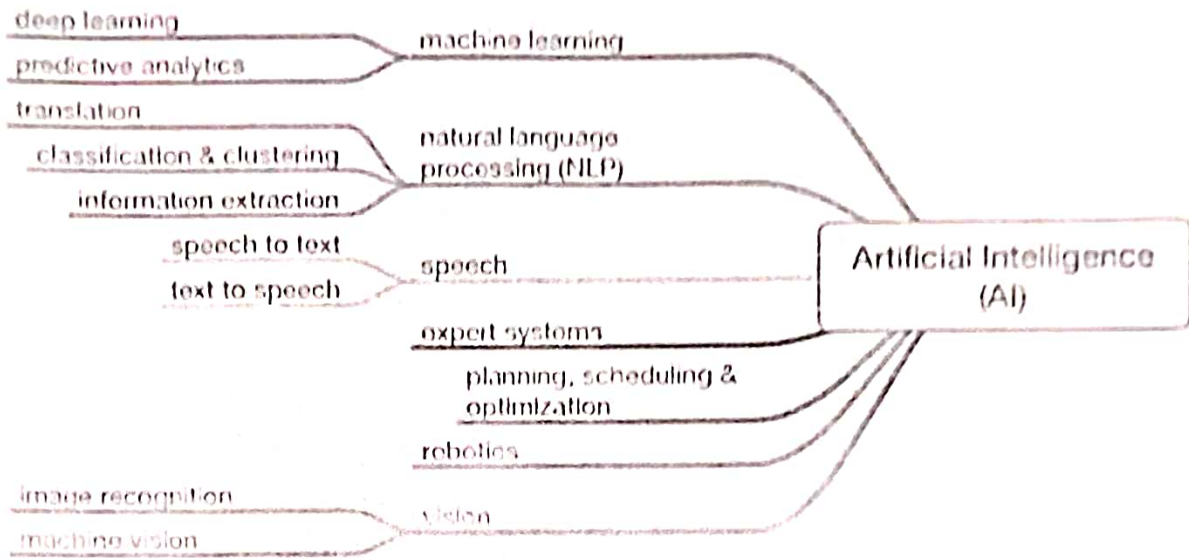 deep learning
predictive analytics
machine learning
translation
classification & clustering
information extraction
natural language
processing (NLP)
speech to text
text to speech
speech
expert systems
planning, scheduling &
optimization
robotics
image recognition
machine vision
vision
Artificial Intelligence
(AI)